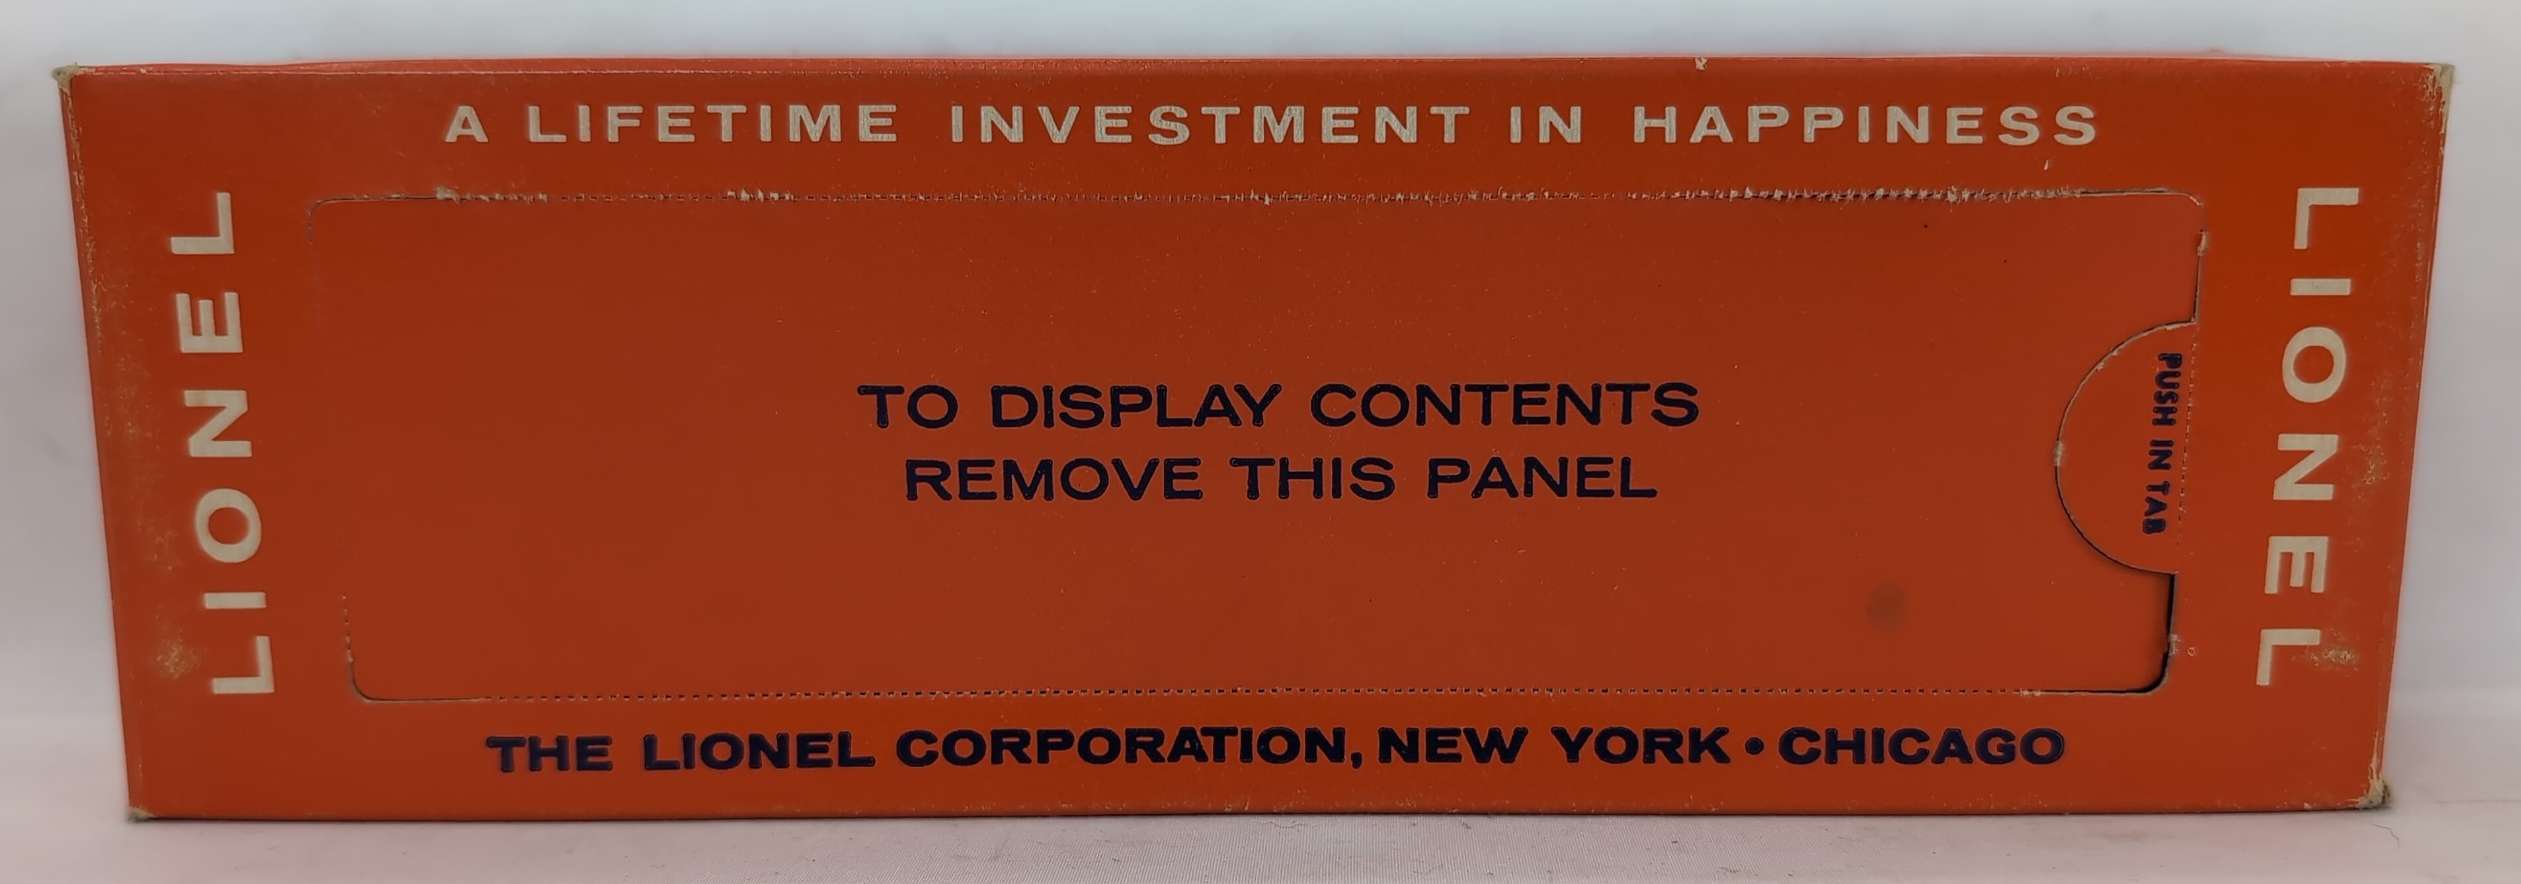 A LIFETIME INVESTMENT IN HAPPINESS
LIONEL
TO DISPLAY CONTENTS
REMOVE THIS PANEL
PUSH IN TAB
LIONEL
THE LIONEL CORPORATION, NEW YORK • CHICAGO